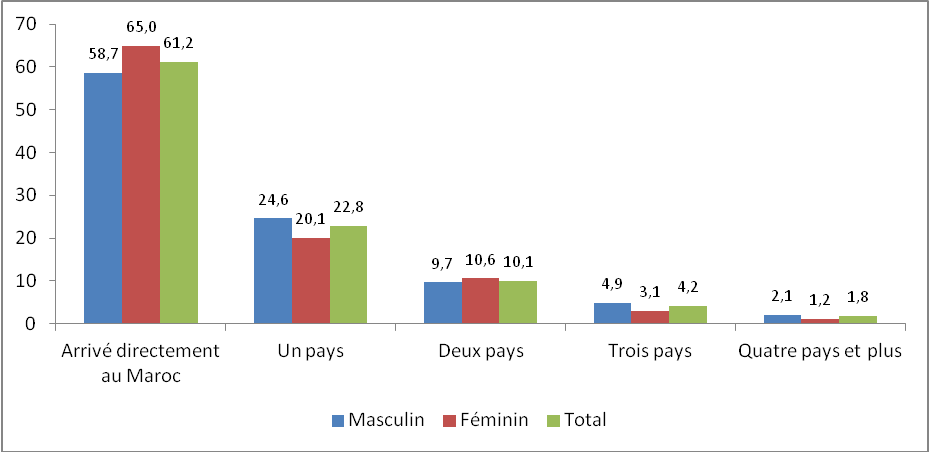 70
60
50
40
30
20
10
0
58,7
65,0
61,2
24,6
20,1
22,8
9,7
10,6
10,1
4,9
3,1
4,2
2,1
1,2
1,8
Arrivé directement
au Maroc
Un pays
Deux pays
Trois pays
Quatre pays et plus
Masculin
Féminin
Total